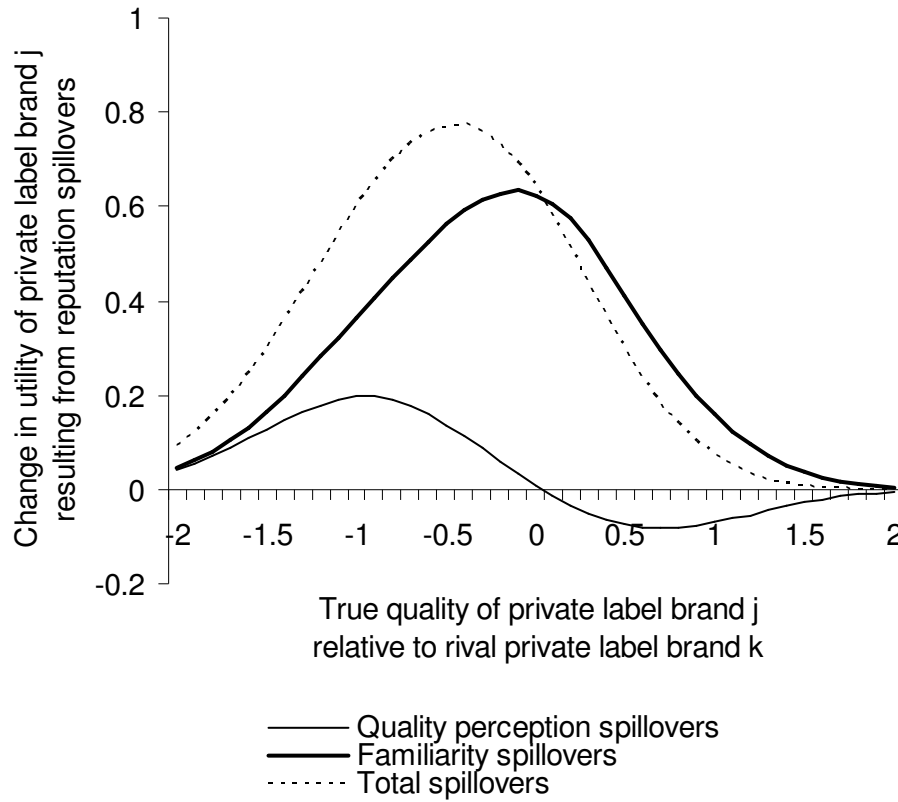 Change in utility of private label brand j
resulting from reputation spillovers
1
0.8
0.6
0.4
0.2
0
-0.2
-2 -1.5 -1 -0.5 0 0.5 1 1.5 2
True quality of private label brand j
relative to rival private label brand k
Quality perception spillovers
Familiarity spillovers
Total spillovers